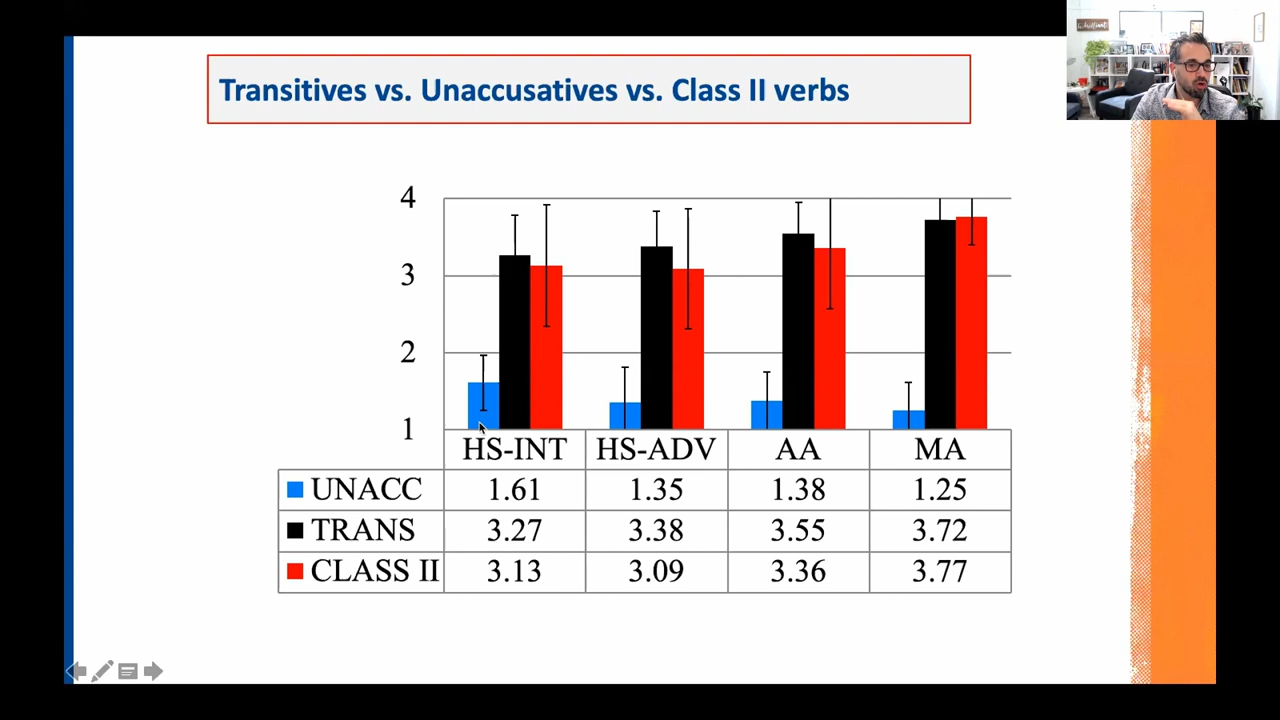 Transitives vs. Unaccusatives vs. Class II verbs
4
3
2
1
HS-INT HS-ADV AA MA
UNACC 1.61 1.35 1.38 1.25
TRANS 3.27 3.38 3.55 3.72
CLASS II 3.13 3.09 3.36 3.77